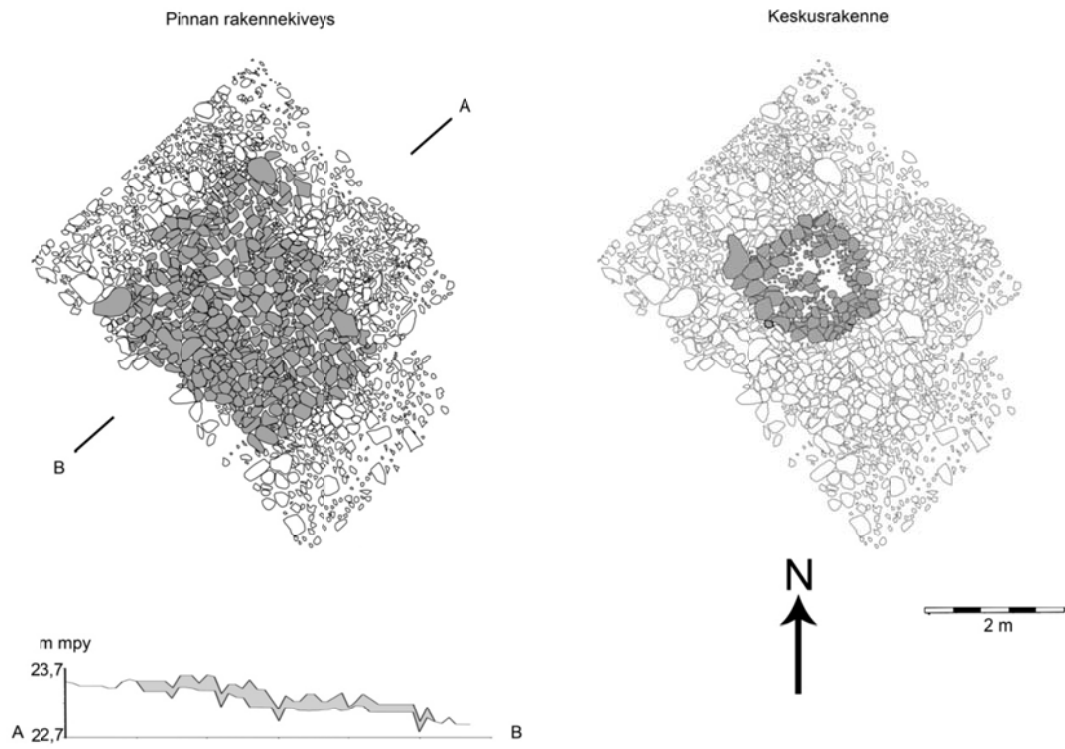 Pinnan rakennekiveys
Keskusrakenne
A
B
N
2 m
m mpy
23,7
22,7
A
B